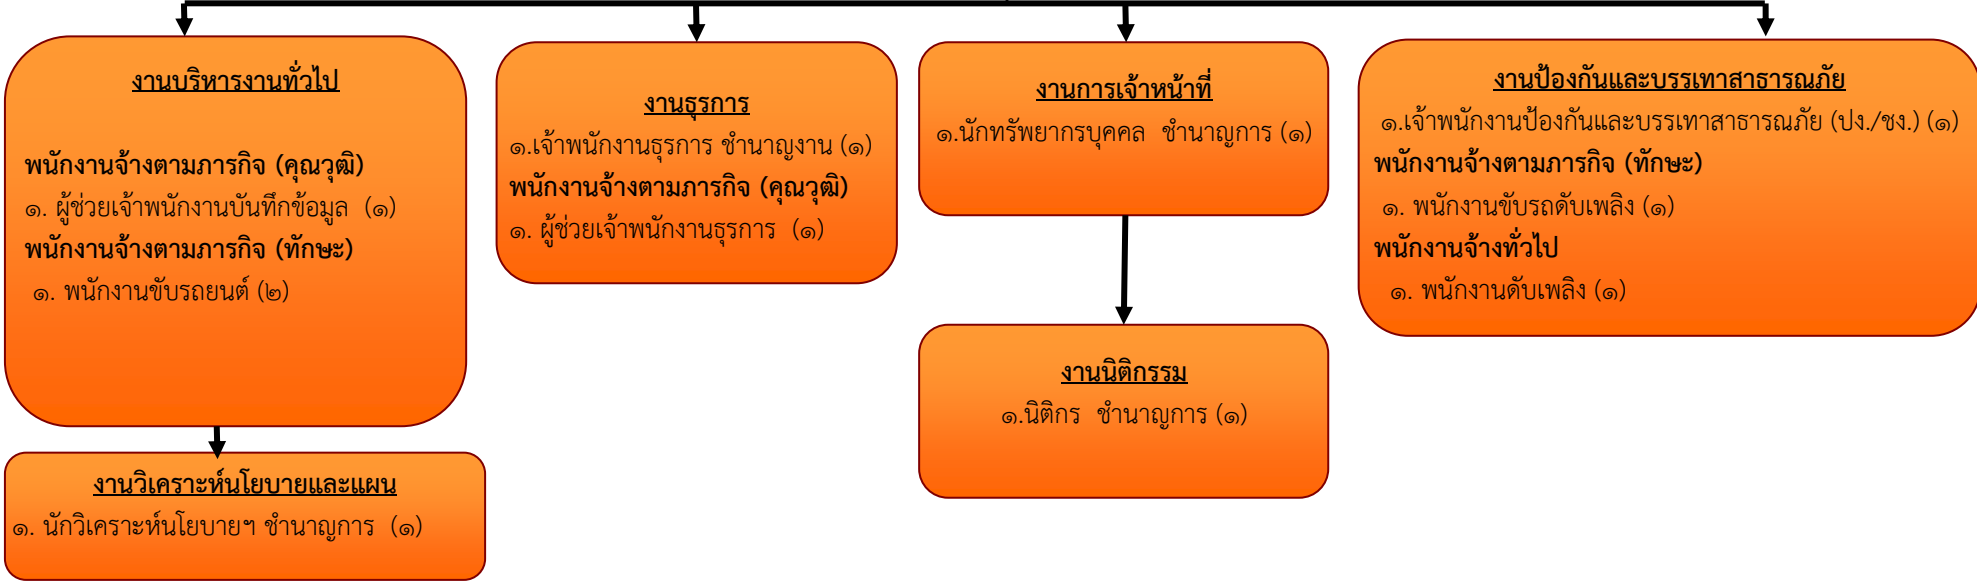 งานบริหารงานทั่วไป
พนักงานจ้างตามภารกิจ (คุณวุฒิ)
๑. ผู้ช่วยเจ้าพนักงานบันทึกข้อมูล (๑)
พนักงานจ้างตามภารกิจ (ทักษะ)
๑. พนักงานขับรถยนต์ (๒)
งานวิเคราะห์นโยบายและแผน
๑. นักวิเคราะห์นโยบายฯ ชำนาญการ (๑)
งานธุรการ
๑.เจ้าพนักงานธุรการ ชำนาญงาน (๑)
พนักงานจ้างตามภารกิจ (คุณวุฒิ)
๑. ผู้ช่วยเจ้าพนักงานธุรการ (๑)
งานการเจ้าหน้าที่
๑.นักทรัพยากรบุคคล ชำนาญการ (๑)
งานนิติกรรม
๑.นิติกร ชำนาญการ (๑)
งานป้องกันและบรรเทาสาธารณภัย
๑.เจ้าพนักงานป้องกันและบรรเทาสาธารณภัย (ปง./ชง.) (๑)
พนักงานจ้างตามภารกิจ (ทักษะ)
๑. พนักงานขับรถดับเพลิง (๑)
พนักงานจ้างทั่วไป
๑. พนักงานดับเพลิง (๑)